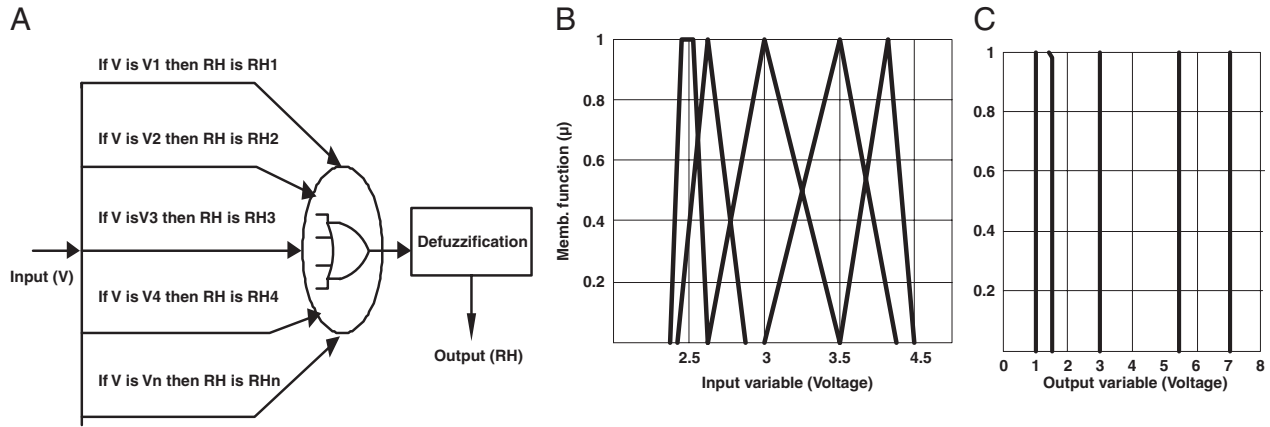 A
If V is V1 then RH is RH1
If V is V2 then RH is RH2
If V isV3 then RH is RH3
Input (V)
If V is V4 then RH is RH4
If V is Vn then RH is RHn
Defuzzification
Output (RH)
B
Memb. function (µ)
1
0.8
0.6
0.4
0.2
2.5 3 3.5 4.5
Input variable (Voltage)
C
1
0.8
0.6
0.4
0.2
0 1 2 3 4 5 6 7 8
Output variable (Voltage)